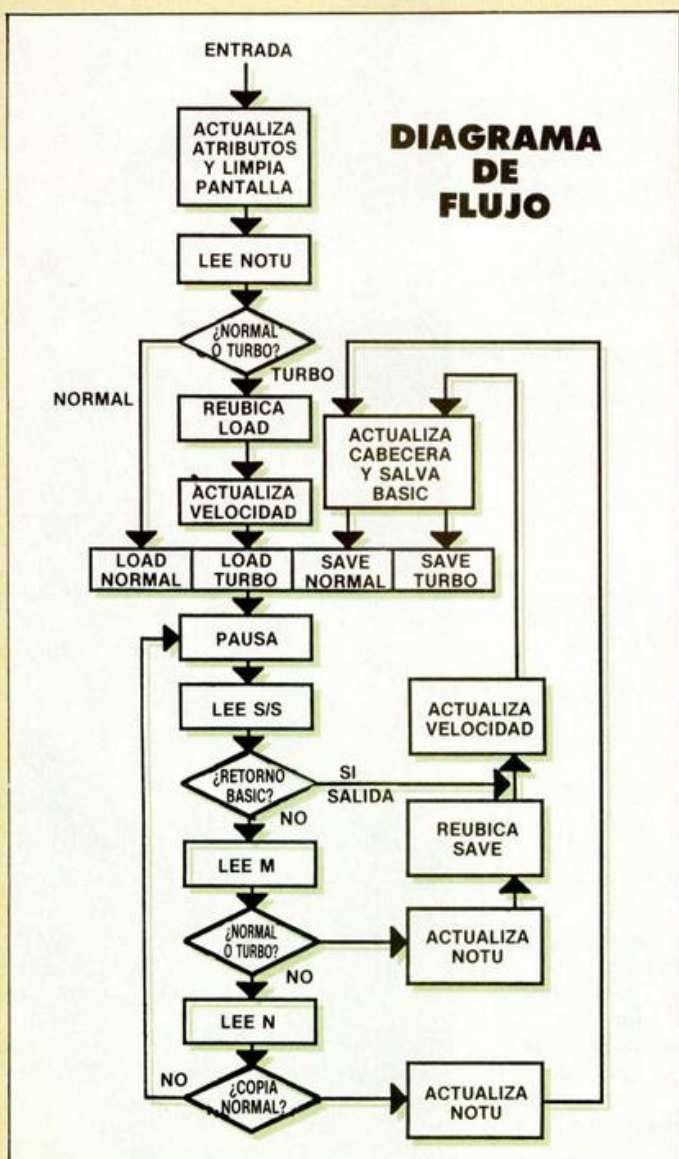 ENTRADA
ACTUALIZA
ATRIBUTOS
Y LIMPIA
PANTALLA
DIAGRAMA
DE
FLUJO
LEE NOTU
¿NORMAL
O TURBO?
NORMAL
TURBO
REUBICA
LOAD
ACTUALIZA
CABECERA
Y SALVA
BASIC
ACTUALIZA
VELOCIDAD
LOAD
NORMAL
LOAD
TURBO
SAVE
NORMAL
SAVE
TURBO
PAUSA
LEE S/S
ACTUALIZA
VELOCIDAD
¿RETORNO
BASIC?
SI
SALIDA
NO
REUBICA
SAVE
LEE M
¿NORMAL
O TURBO?
NO
ACTUALIZA
NOTU
LEE N
NO
¿COPIA
NORMAL?
ACTUALIZA
NOTU